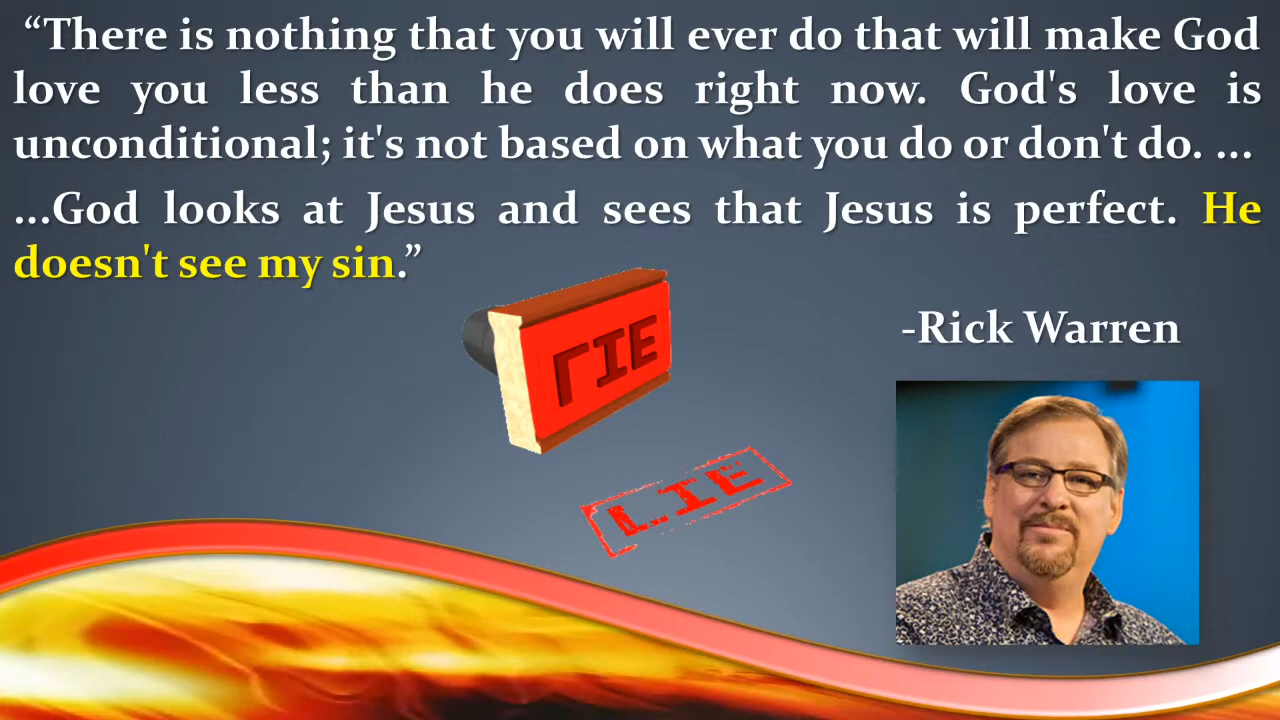 “There is nothing that you will ever do that will make God
love you less than he does right now. God's love is
unconditional; it's not based on what you do or don't do. ...
...God looks at Jesus and sees that Jesus is perfect. He
doesn't see my sin.”
LIE
-Rick Warren
LIE